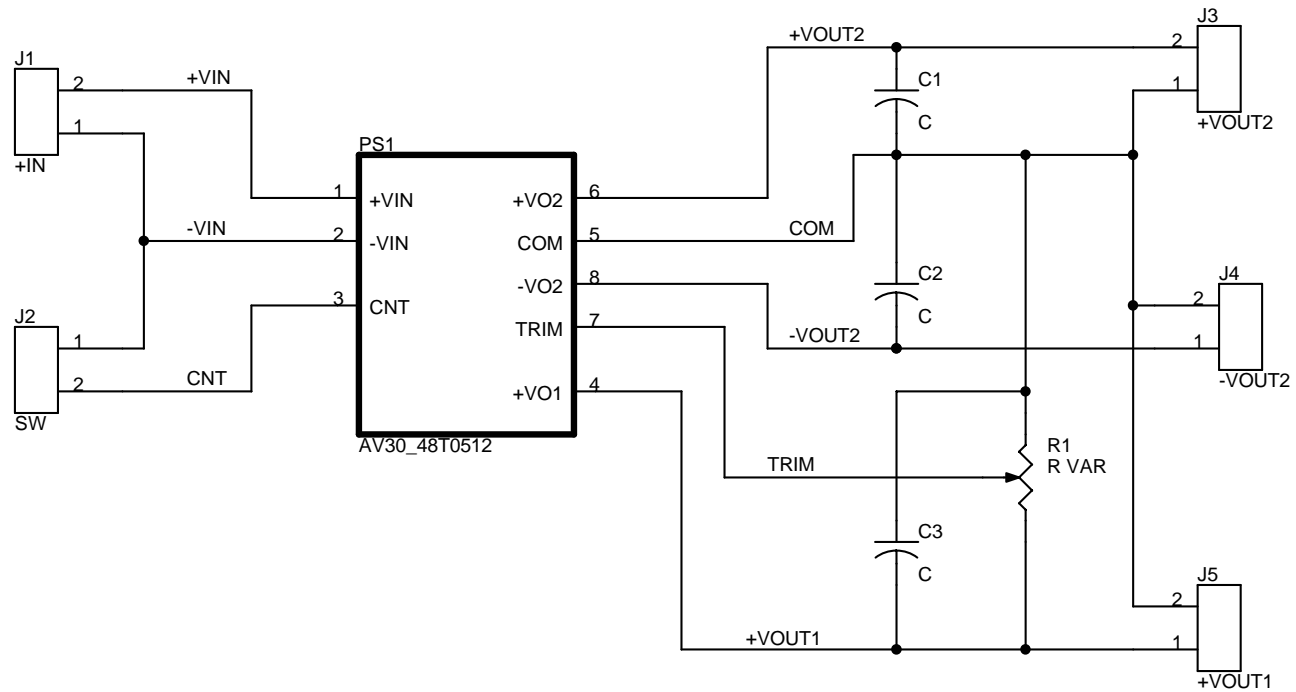 J1
2
+VIN
1
+IN
J2
1
2
CNT
SW
-VIN
PS1
1
+VIN
2
-VIN
3
CNT
+VO2
6
COM
5
-VO2
8
TRIM
7
+VO1
4
AV30_48T0512
+VOUT2
COM
-VOUT2
TRIM
+VOUT1
C1
C
C2
C
R1
R VAR
C3
C
J3
2
1
+VOUT2
J4
2
1
-VOUT2
J5
2
1
+VOUT1